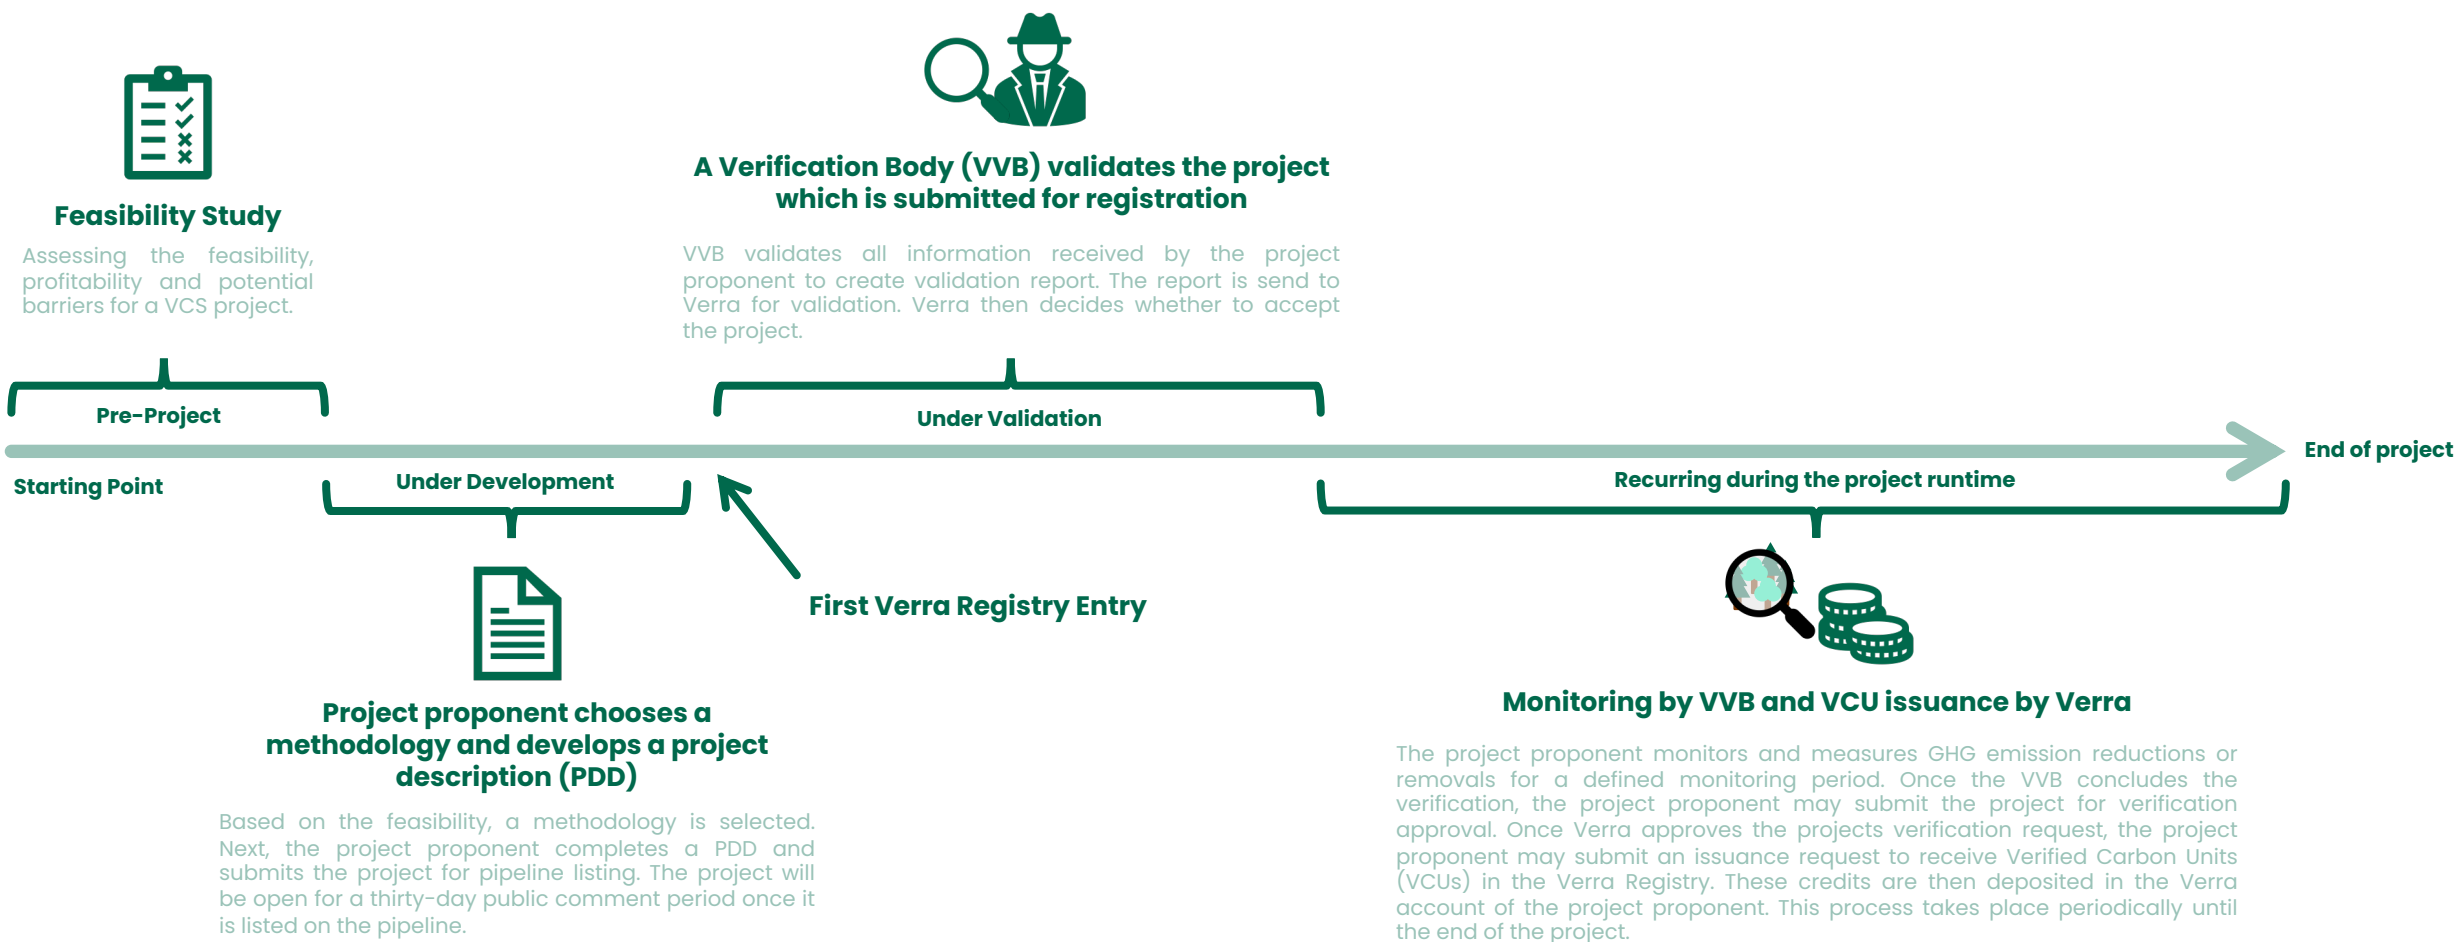 Feasibility Study
Assessing the feasibility,
profitability and potential
barriers for a VCS project.
A Verification Body (VVB) validates the project
which is submitted for registration
VVB validates all information received by the project
proponent to create validation report. The report is send to
Verra for validation. Verra then decides whether to accept
the project.
Pre-Project
Under Validation
End of project
Starting Point
Under Development
Recurring during the project runtime
First Verra Registry Entry
Project proponent chooses a
methodology and develops a project
description (PDD)
Based on the feasibility, a methodology is selected.
Next, the project proponent completes a PDD and
submits the project for pipeline listing. The project will
be open for a thirty-day public comment period once it
is listed on the pipeline.
Monitoring by VVB and VCU issuance by Verra
The project proponent monitors and measures GHG emission reductions or
removals for a defined monitoring period. Once the VVB concludes the
verification, the project proponent may submit the project for verification
approval. Once Verra approves the projects verification request, the project
proponent may submit an issuance request to receive Verified Carbon Units
(VCUs) in the Verra Registry. These credits are then deposited in the Verra
account of the project proponent. This process takes place periodically until
the end of the project.